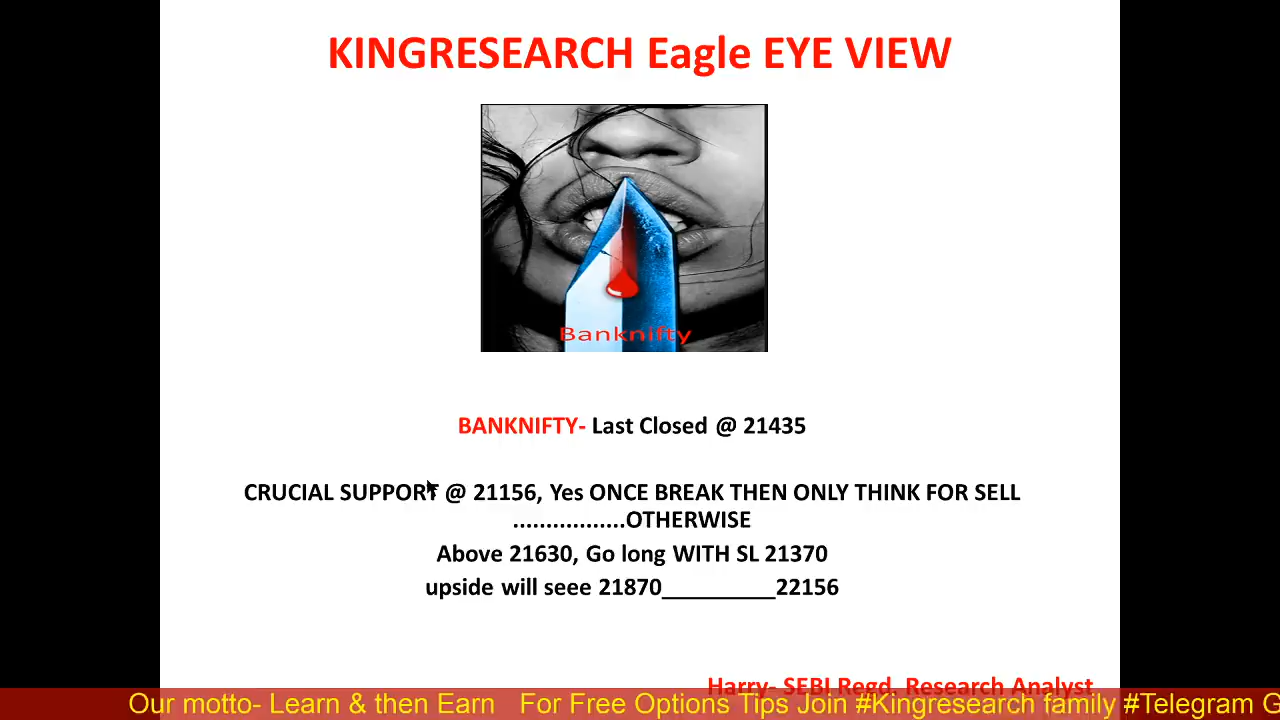 KINGRESEARCH Eagle EYE VIEW
Banknifty
BANKNIFTY- Last Closed @ 21435
CRUCIAL SUPPORT @ 21156, Yes ONCE BREAK THEN ONLY THINK FOR SELL
.................OTHERWISE
Above 21630, Go long WITH SL 21370
upside will seee 21870_________22156
Harry- SEBI Regd. Research Analyst
Our motto- Learn & then Earn For Free Options Tips Join #Kingresearch family #Telegram G